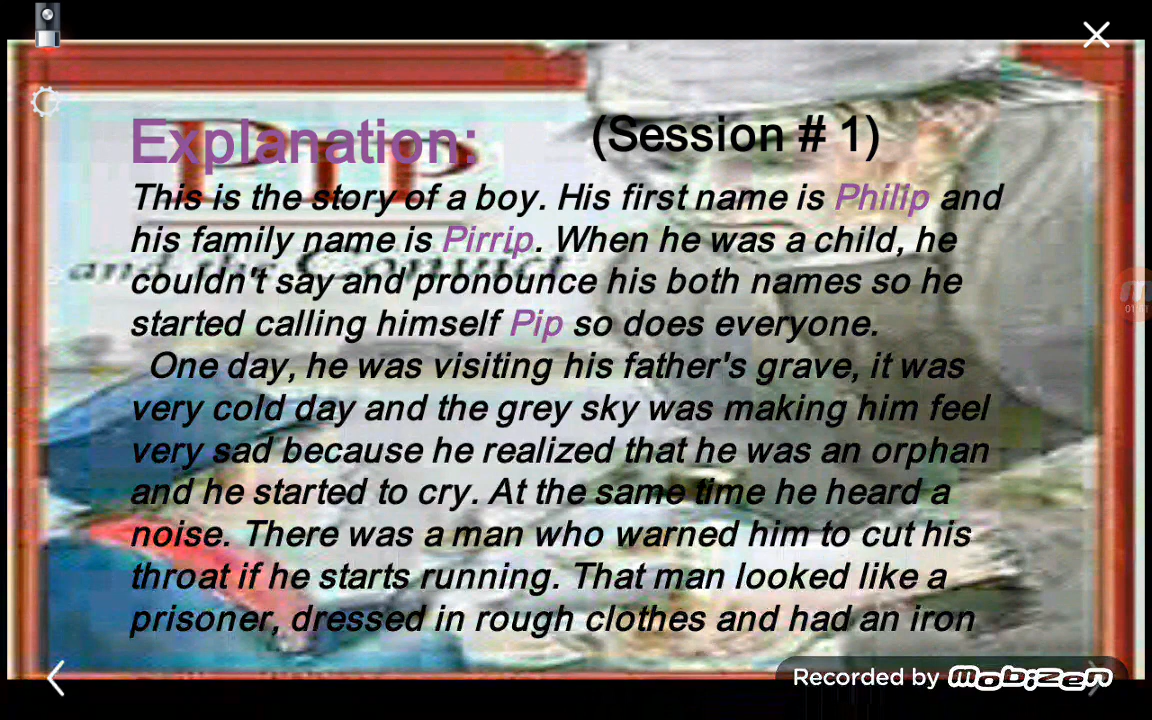 Explanation: (Session # 1)
PIP
and the Convict
This is the story of a boy. His first name is Philip and
his family name is Pirrip. When he was a child, he
couldn't say and pronounce his both names so he
started calling himself Pip so does everyone.
One day, he was visiting his father's grave, it was
very cold day and the grey sky was making him feel
very sad because he realized that he was an orphan
and he started to cry. At the same time he heard a
noise. There was a man who warned him to cut his
throat if he starts running. That man looked like a
prisoner, dressed in rough clothes and had an iron
Recorded by Mobizen